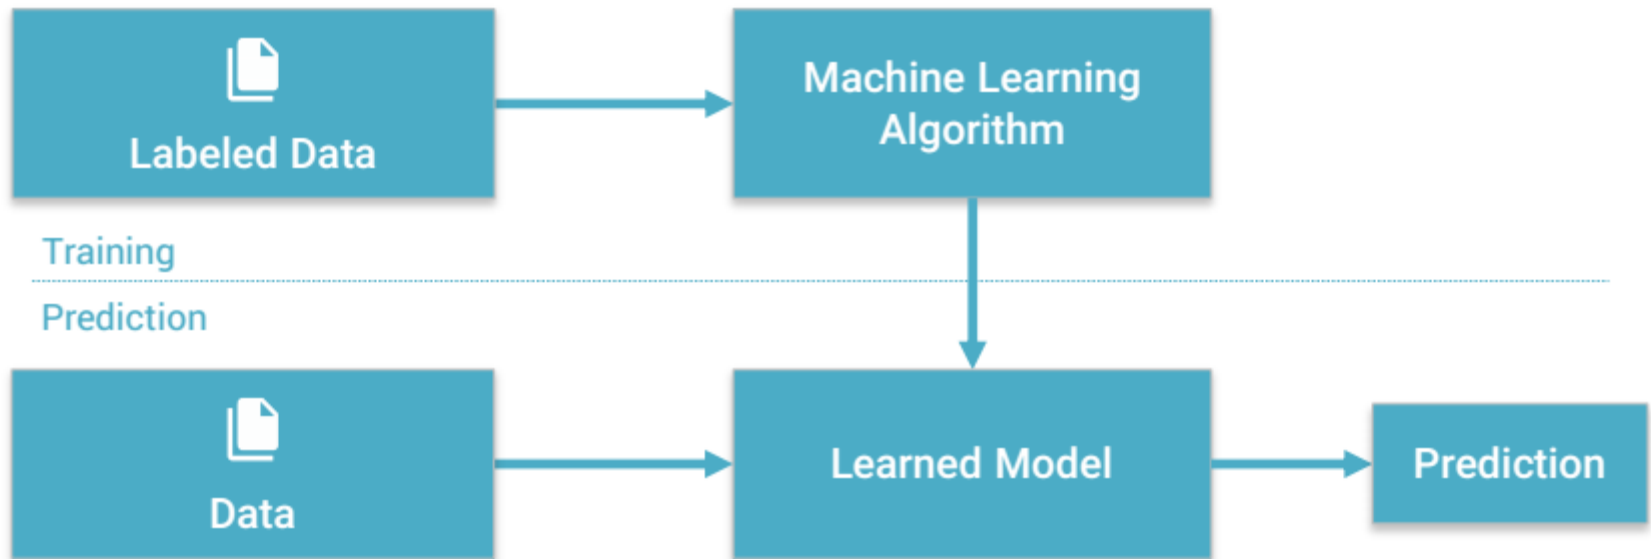 Labeled Data
Machine Learning
Algorithm
Training
Prediction
Data
Learned Model
Prediction